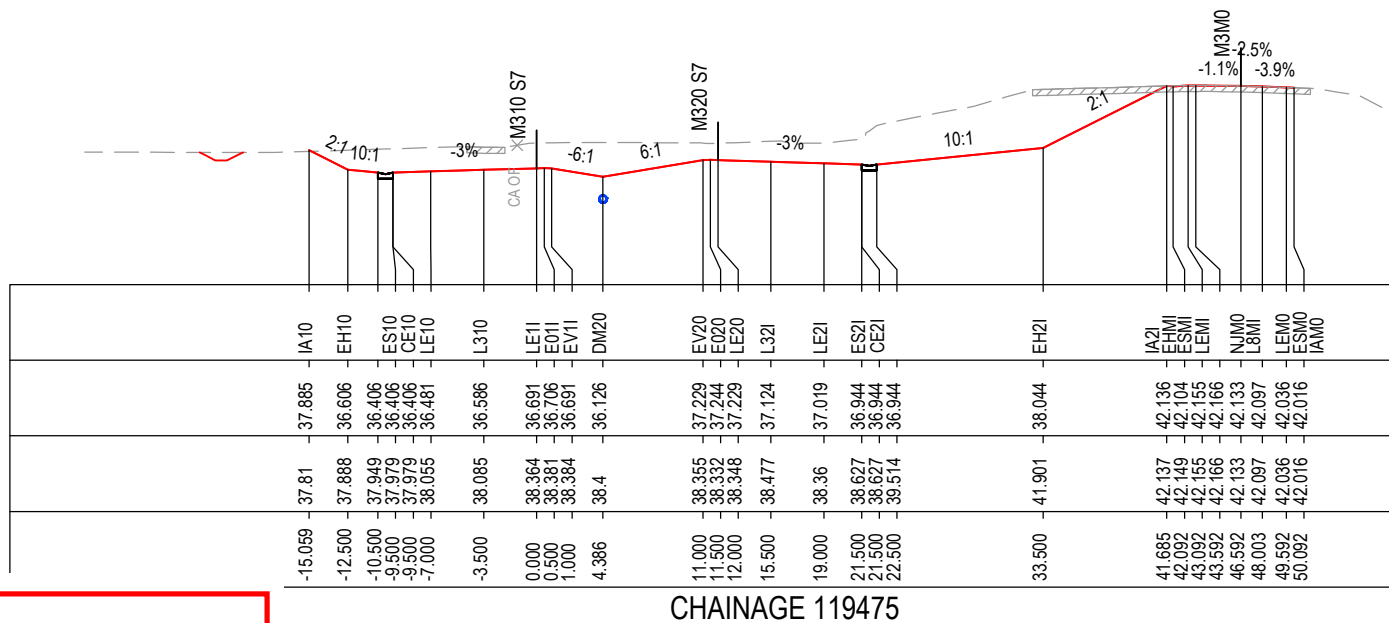 M3M0
-2.5%
-1.1% -3.9%
M310 S7
M320 S7
2:1
10:1
-3%
-6:1
6:1
-3%
10:1
2:1
CA OF
IA10 EH10 ES10 CE10 LE10 L310 LE1I E01I EV1I DM20 EV20 E020 LE20 L32I LE2I ES2I CE2I EH2I IA2I EHMI ESMI LEMI NJM0 L8MI LEM0 ESM0 IAM0
37.885 36.606 36.406 36.406 36.406 36.481 36.586 36.691 36.706 36.691 36.126 37.229 37.244 37.229 37.124 37.019 36.944 36.944 36.944 38.044 42.136 42.104 42.155 42.166 42.133 42.097 42.036 42.016
37.81 37.888 37.949 37.979 37.979 38.055 38.085 38.364 38.381 38.384 38.4 38.355 38.332 38.348 38.477 38.36 38.627 38.627 39.514 41.901 42.137 42.149 42.155 42.166 42.133 42.097 42.036 42.016
-15.059 -12.500 -10.500 -9.500 -9.500 -7.000 -3.500 0.000 0.500 1.000 4.386 11.000 11.500 12.000 15.500 19.000 21.500 21.500 22.500 33.500 41.685 42.092 43.092 43.592 46.592 48.003 49.592 50.092
CHAINAGE 119475